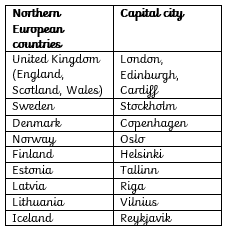 Northern
European
countries
Capital city
United Kingdom
(England,
Scotland, Wales)
London,
Edinburgh,
Cardiff
Sweden
Stockholm
Denmark
Copenhagen
Norway
Oslo
Finland
Helsinki
Estonia
Tallinn
Latvia
Riga
Lithuania
Vilnius
Iceland
Reykjavik